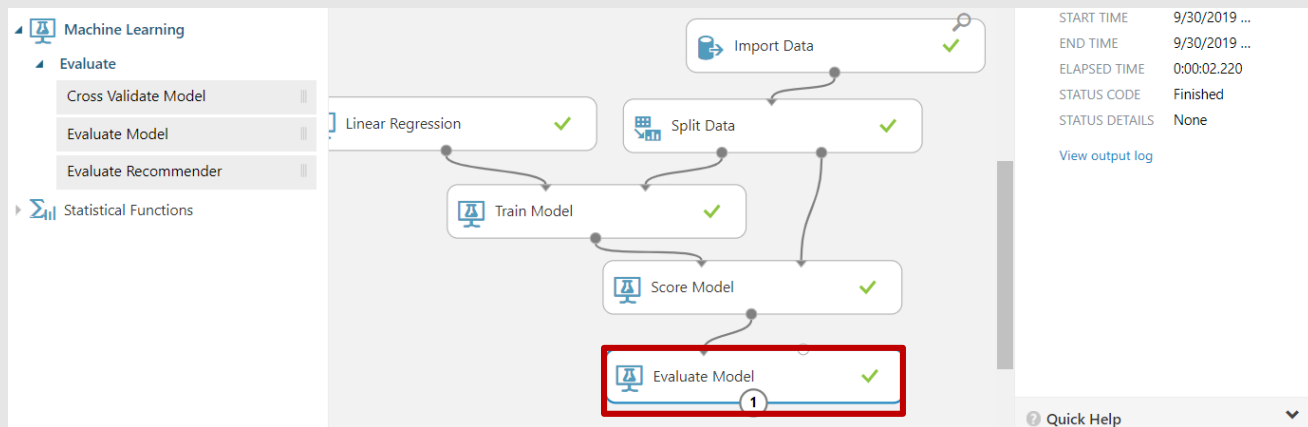 Machine Learning
Evaluate
Cross Validate Model
Evaluate Model
Evaluate Recommender
Statistical Functions
Import Data
Linear Regression
Split Data
Train Model
Score Model
Evaluate Model
1
START TIME 9/30/2019 ...
END TIME 9/30/2019 ...
ELAPSED TIME 0:00:02.220
STATUS CODE Finished
STATUS DETAILS None
View output log
Quick Help